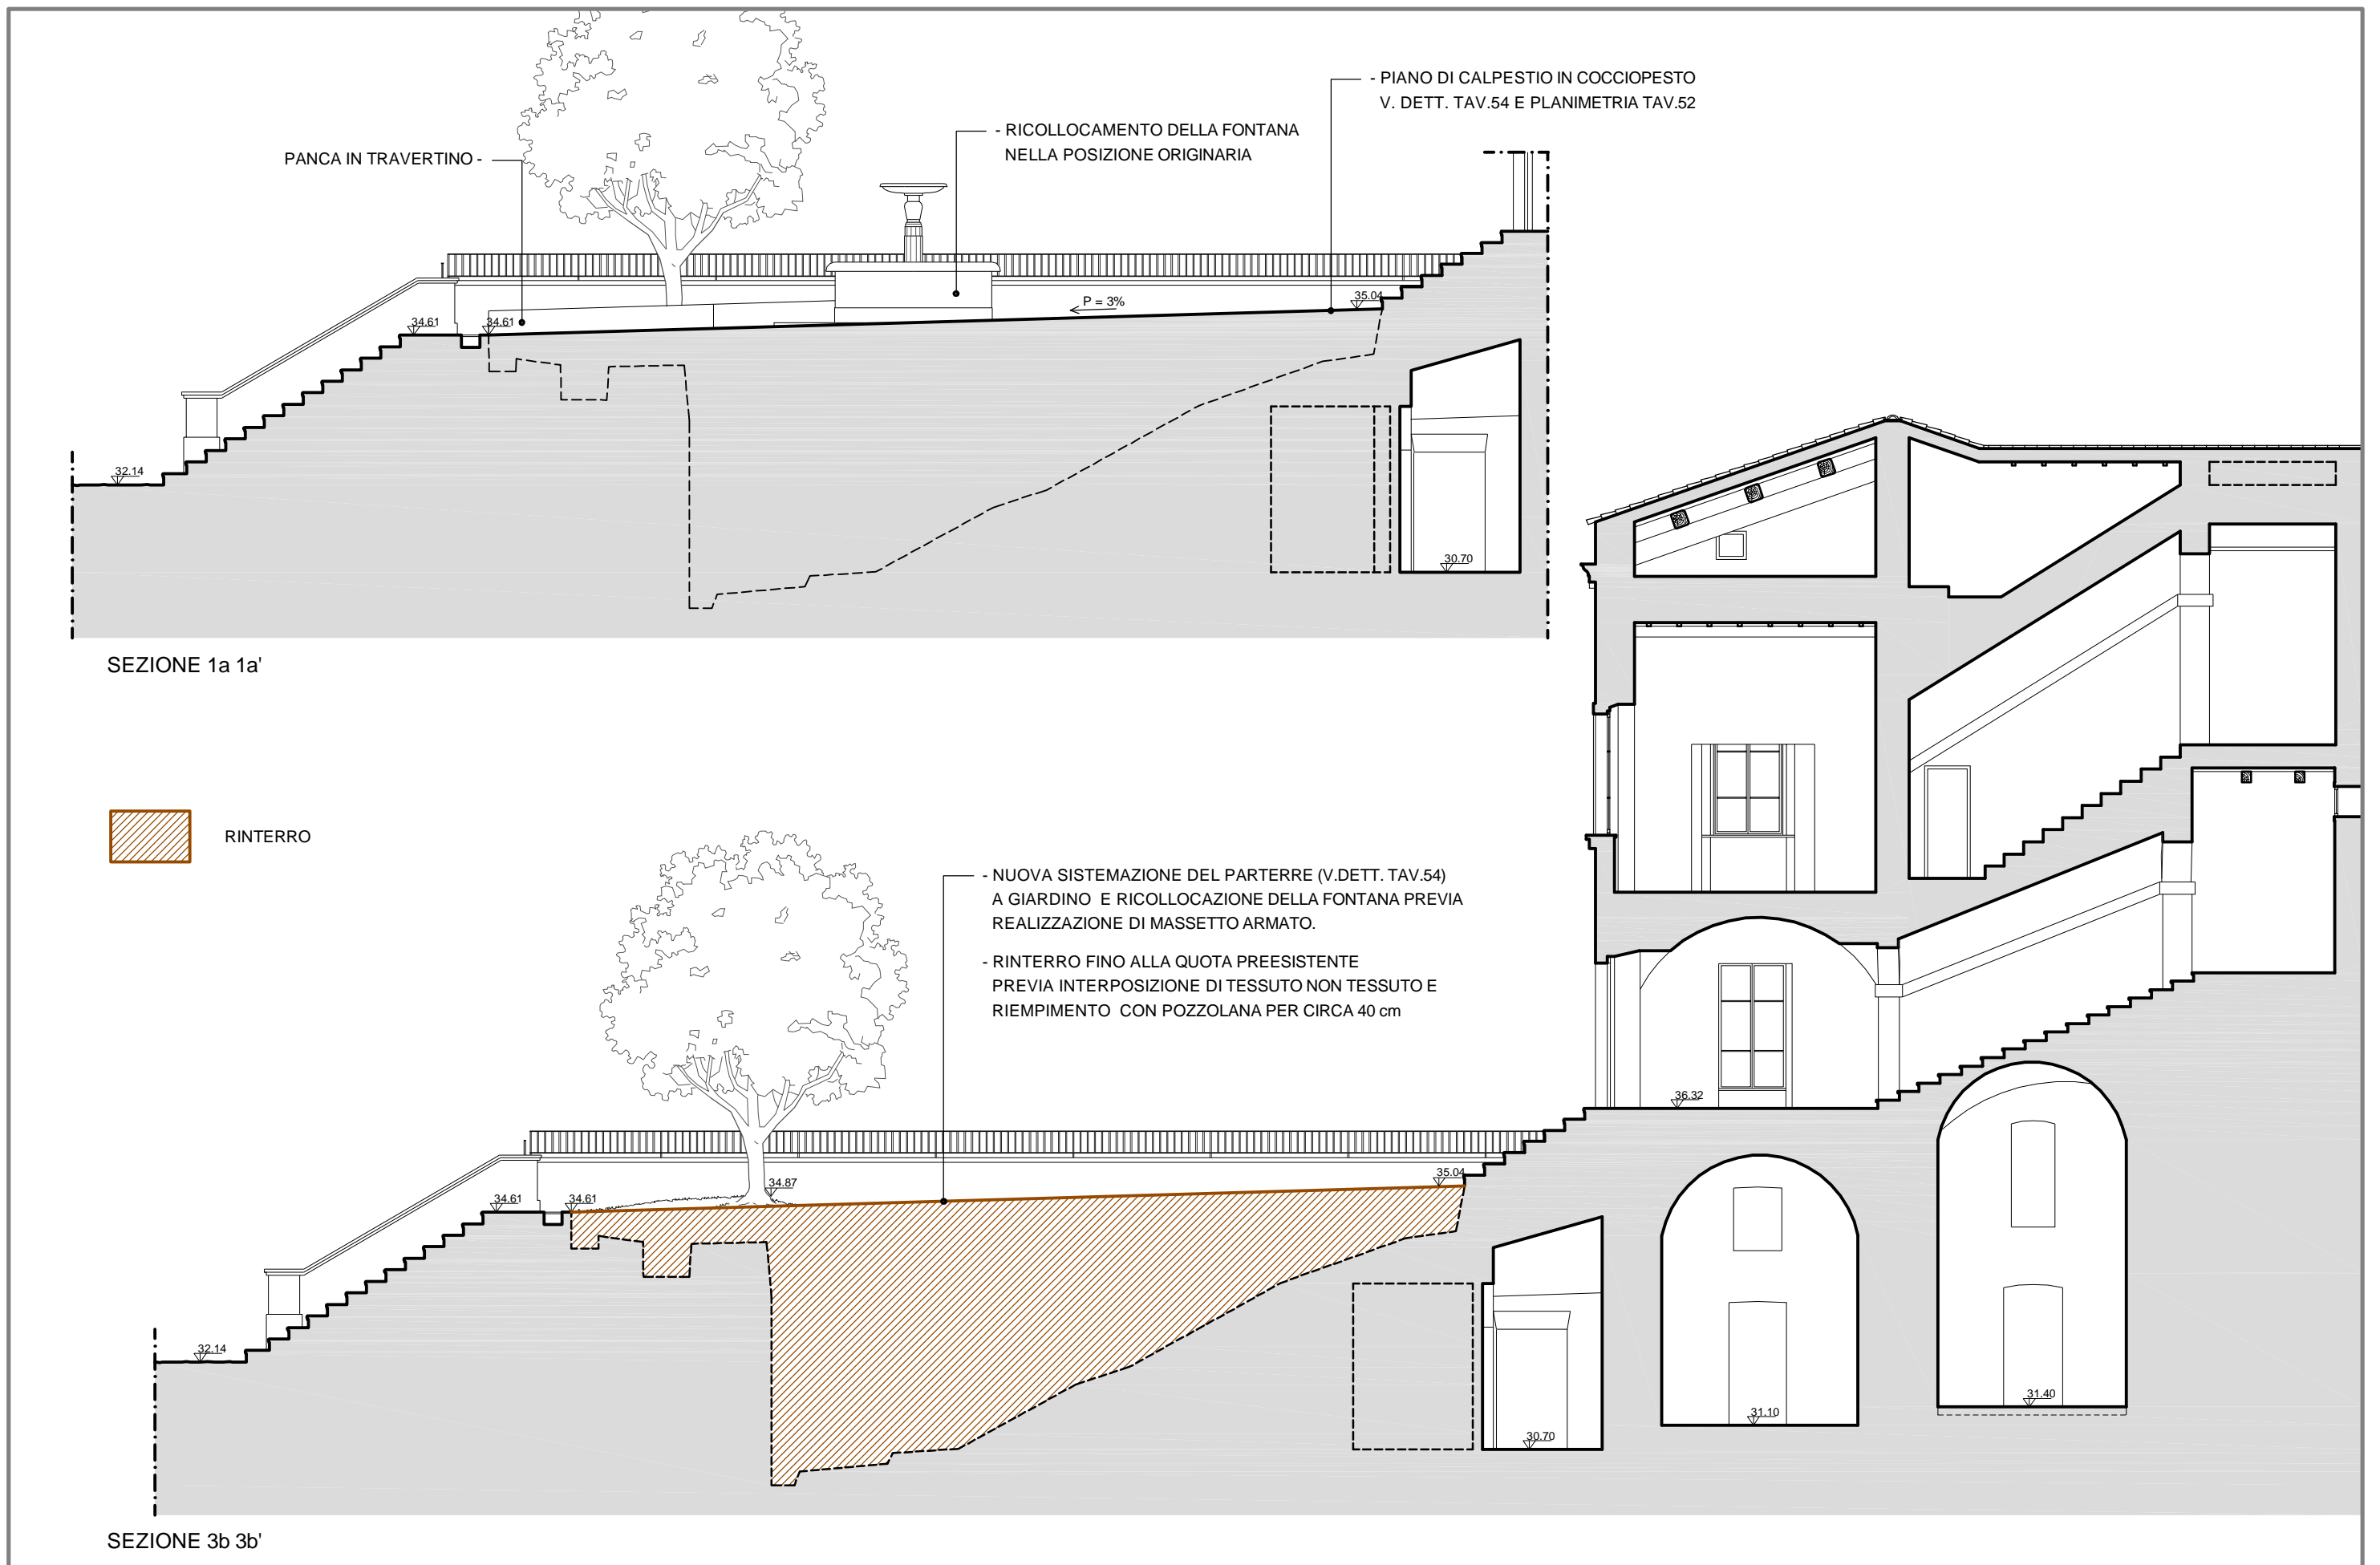 - PIANO DI CALPESTIO IN COCCIOPESTO
V. DETT. TAV.54 E PLANIMETRIA TAV.52
- RICOLLOCAMENTO DELLA FONTANA
NELLA POSIZIONE ORIGINARIA
PANCA IN TRAVERTINO -
35.04
P = 3%
34.61
34.61
32.14
30.70
SEZIONE 1a 1a'
RINTERRO
- NUOVA SISTEMAZIONE DEL PARTERRE (V.DETT. TAV.54)
A GIARDINO E RICOLLOCAZIONE DELLA FONTANA PREVIA
REALIZZAZIONE DI MASSETTO ARMATO.
- RINTERRO FINO ALLA QUOTA PREESISTENTE
PREVIA INTERPOSIZIONE DI TESSUTO NON TESSUTO E
RIEMPIMENTO CON POZZOLANA PER CIRCA 40 cm
36.32
35.04
34.87
34.61
34.61
32.14
31.40
31.10
30.70
SEZIONE 3b 3b'